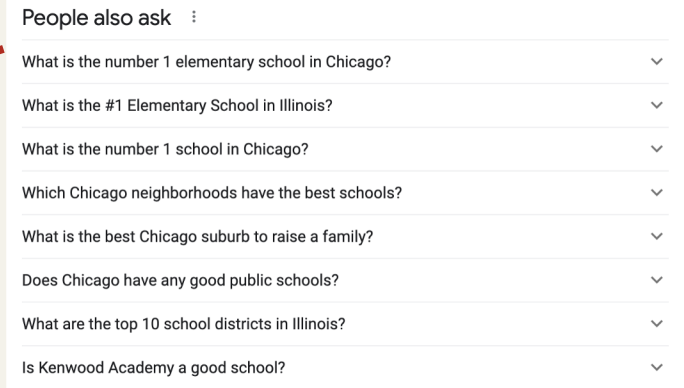 People also ask
What is the number 1 elementary school in Chicago?
What is the #1 Elementary School in Illinois?
What is the number 1 school in Chicago?
Which Chicago neighborhoods have the best schools?
What is the best Chicago suburb to raise a family?
Does Chicago have any good public schools?
What are the top 10 school districts in Illinois?
Is Kenwood Academy a good school?